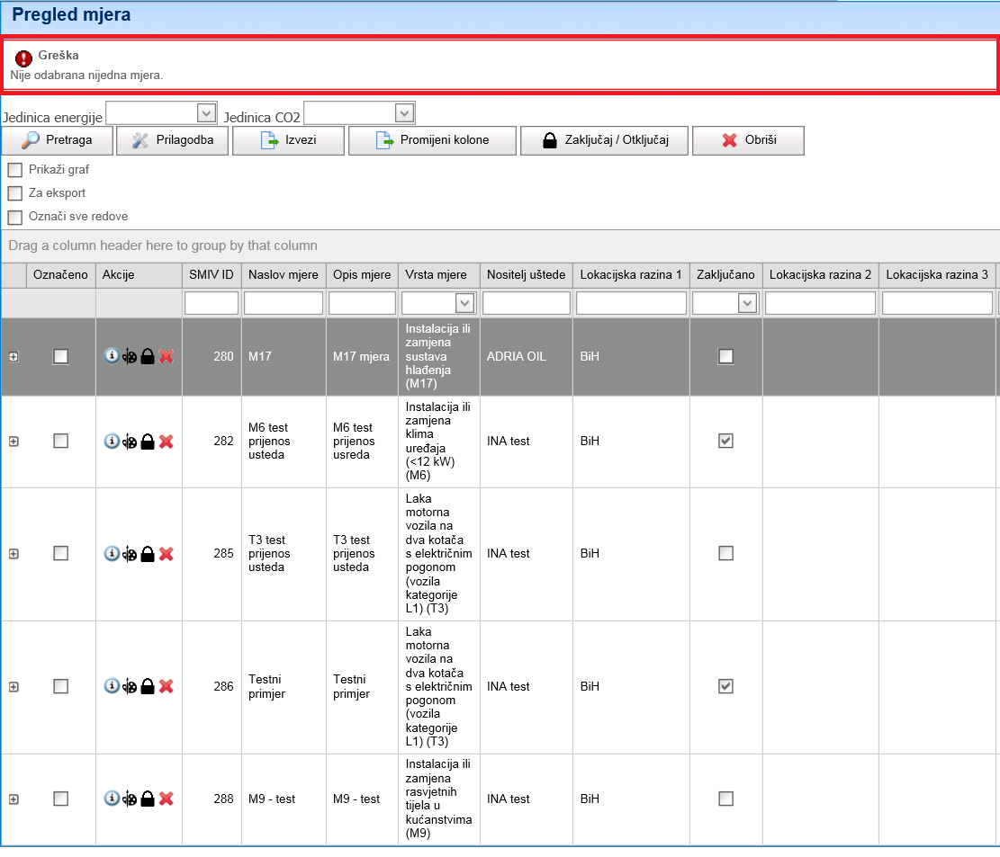 Pregled mjera
Greška
Nije odabrana nijedna mjera.
Jedinica energije Jedinica CO2
Pretraga Prilagodba Izvezi Promijeni kolone Zaključaj / Otključaj Obriši
Prikaži graf
Za eksport
Označi sve redove
Drag a column header here to group by that column
Označeno Akcije SMIV ID Naslov mjere Opis mjere Vrsta mjere Nositelj uštede Lokacijska razina 1 Zaključano Lokacijska razina 2 Lokacijska razina 3
280 M17 M17 mjera
Instalacija ili
zamjena
sustava
hlađenja
(M17)
ADRIA OIL BiH
282
M6 test
prijenos
usteda
M6 test
prijenos
usreda
Instalacija ili
zamjena
klima
uređaja
(<12 kW)
(M6)
INA test BiH
285
T3 test
prijenos
usteda
T3 test
prijenos
usteda
Laka
motorna
vozila na
dva kotača
s električnim
pogonom
(vozila
kategorije
L1) (T3)
INA test BiH
286
Testni
primjer
Testni
primjer
Laka
motorna
vozila na
dva kotača
s električnim
pogonom
(vozila
kategorije
L1) (T3)
INA test BiH
288 M9 - test M9 - test
Instalacija ili
zamjena
rasvjetnih
tijela u
kućanstvima
(M9)
INA test BiH